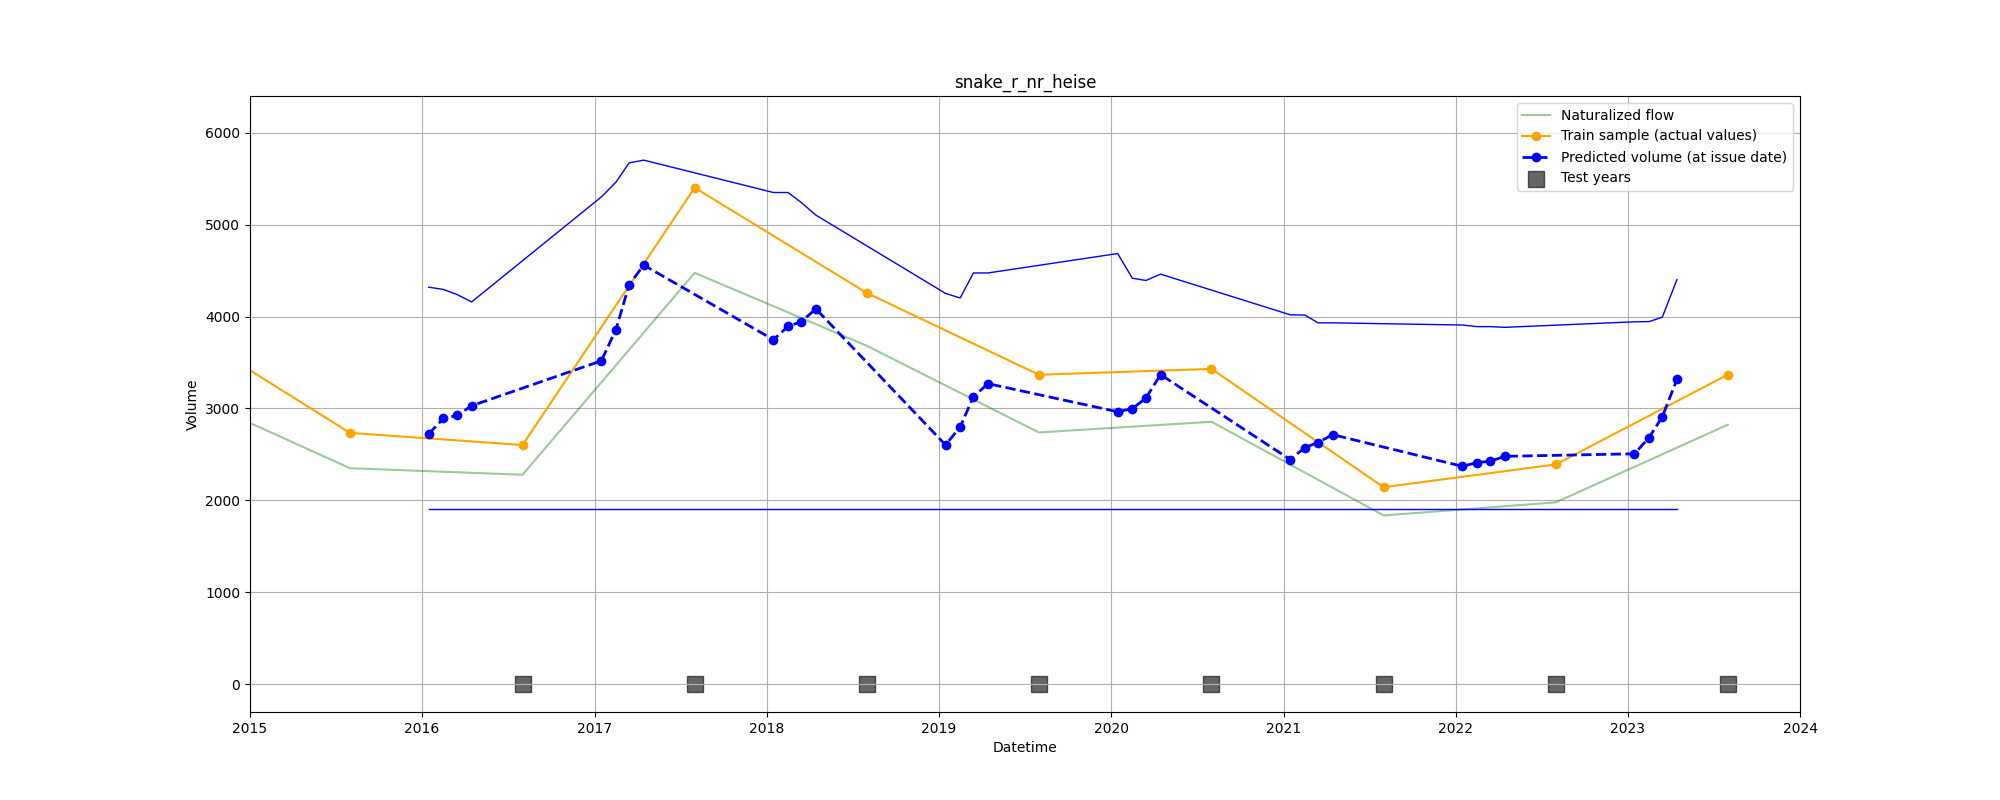 snake_r_nr_heise
Naturalized flow
Train sample (actual values)
Predicted volume (at issue date)
Test years
6000
5000
4000
3000
2000
1000
0
Volume
2015 2016 2017 2018 2019 2020 2021 2022 2023 2024
Datetime